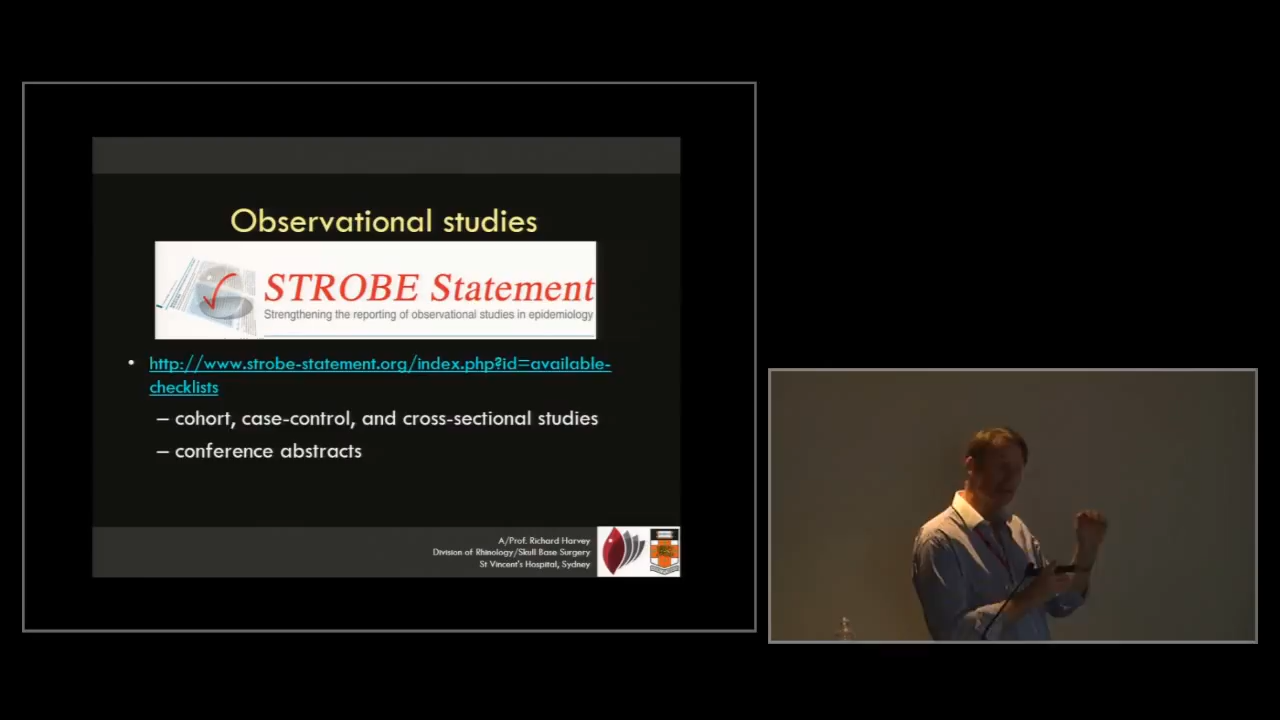 Observational studies
STROBE Statement
Strengthening the reporting of observational studies in epidemiology
• http://www.strobe-statement.org/index.php?id=available-
checklists
– cohort, case-control, and cross-sectional studies
– conference abstracts
A/Prof. Richard Harvey
Division of Rhinology/Skull Base Surgery
St Vincent's Hospital, Sydney